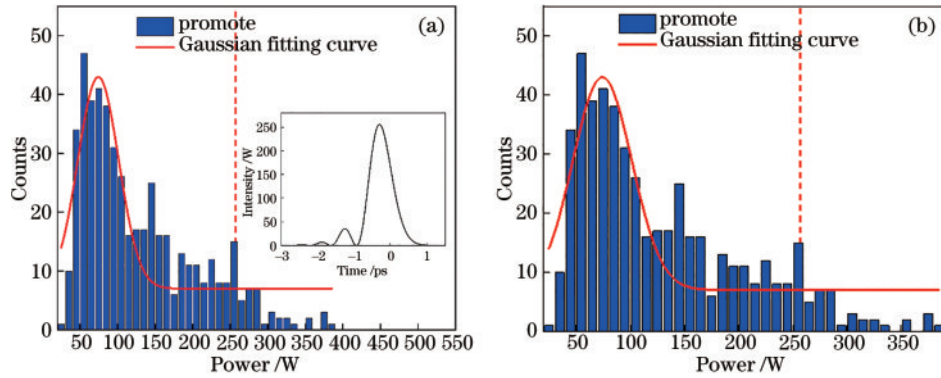 promote
Gaussian fitting curve
(a)
Counts
50
40
30
20
10
0
50 100 150 200 250 300 350 400 450 500 550
Power /W
Intensity /W
250
200
150
100
50
0
−3 −2 −1 0 1
Time /ps
promote
Gaussian fitting curve
(b)
Counts
50
40
30
20
10
0
50 100 150 200 250 300 350
Power /W